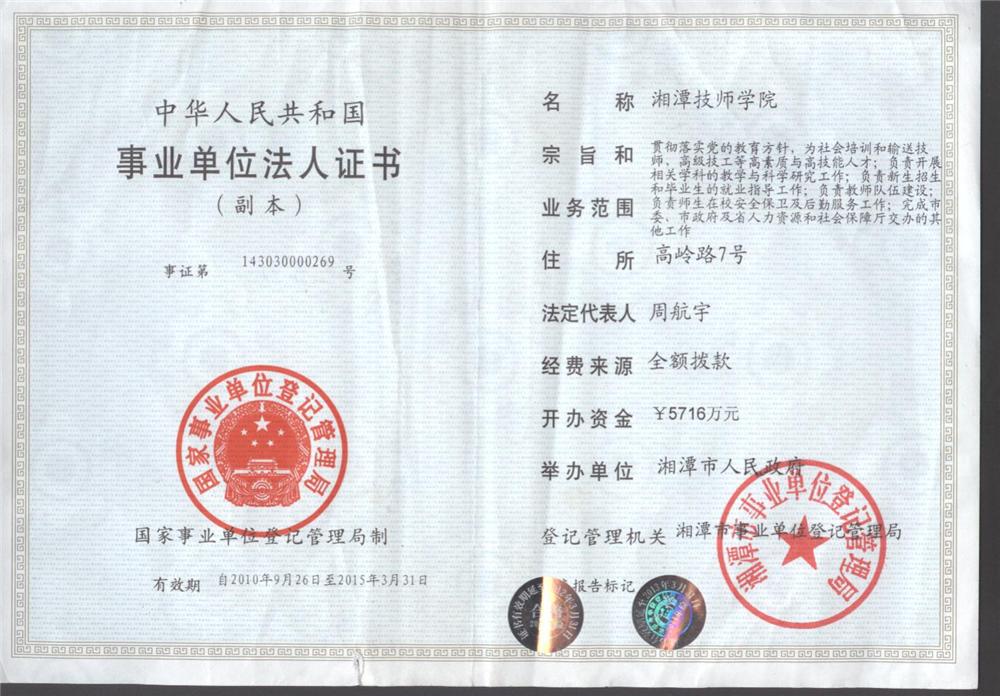 中华人民共和国
事业单位法人证书
（副本）
事证第 143030000269 号
国家事业单位登记管理局
国家事业单位登记管理局制
有效期 自2010年9月26日至2015年3月31日
名称 湘潭技师学院
宗旨和
业务范围
贯彻落实党的教育方针，为社会培训和输送技
师、高级技工等高素质与高技能人才；负责开展
相关学科的教学与科学研究工作；负责新生招生
和毕业生的就业指导工作；负责教师队伍建设；
负责师生在校安全保卫及后勤服务工作；完成市
委、市政府及省人力资源和社会保障厅交办的其
他工作
住所 高岭路7号
法定代表人 周航宇
经费来源 全额拨款
开办资金 ￥5716万元
举办单位 湘潭市人民政府
登记管理机关 湘潭市事业单位登记管理局
湘潭市事业单位登记管理局
报告标记